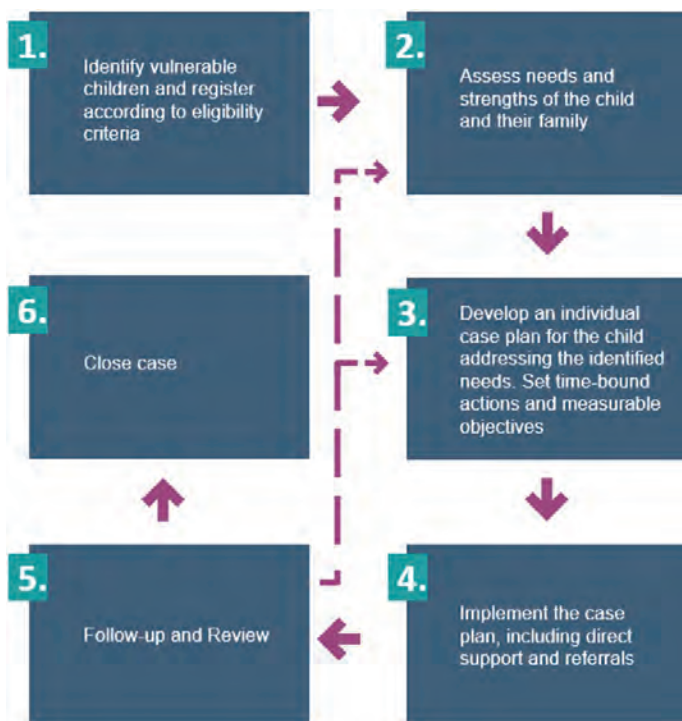 1.
Identify vulnerable
children and register
according to eligibility
criteria
2.
Assess needs and
strengths of the child
and their family
3.
Develop an individual
case plan for the child
addressing the identified
needs. Set time-bound
actions and measurable
objectives
4.
Implement the case
plan, including direct
support and referrals
5.
Follow-up and Review
6.
Close case